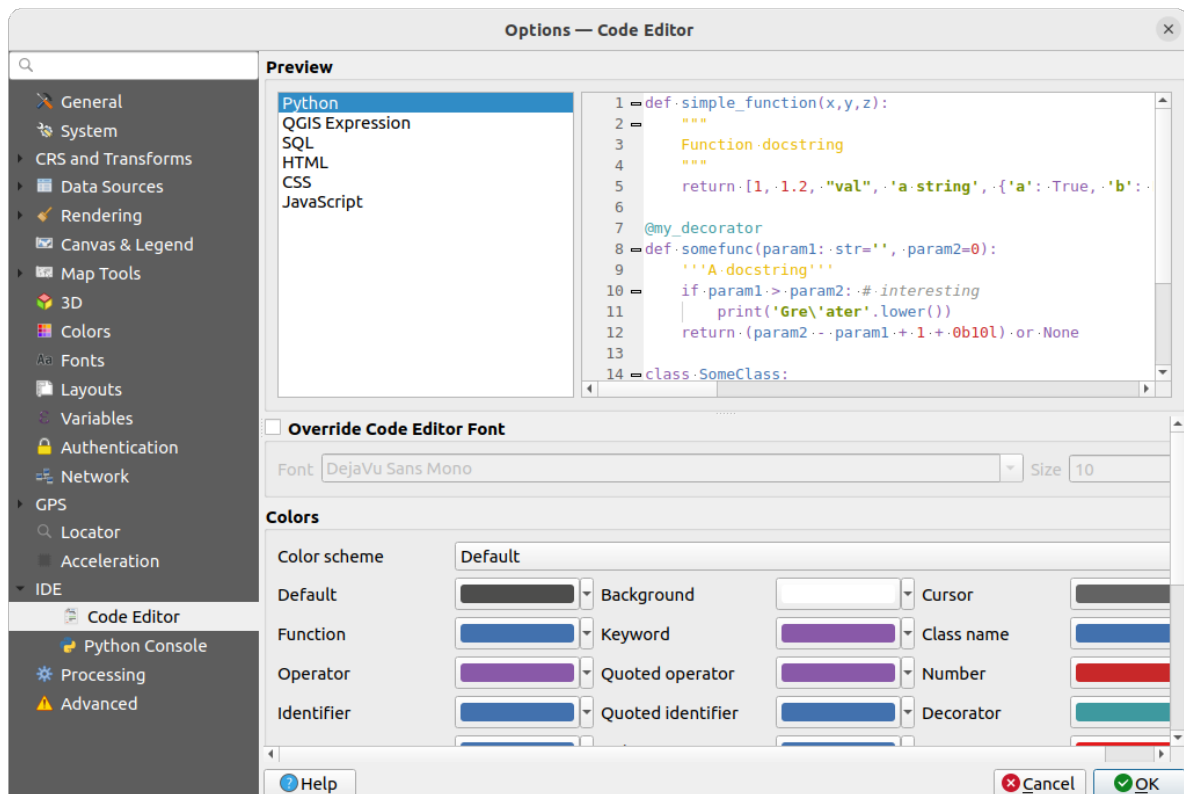 Options — Code Editor
General
System
CRS and Transforms
Data Sources
Rendering
Canvas & Legend
Map Tools
3D
Colors
Fonts
Layouts
Variables
Authentication
Network
GPS
Locator
Acceleration
IDE
Code Editor
Python Console
Processing
Advanced
Preview
Python
QGIS Expression
SQL
HTML
CSS
JavaScript
1 def simple_function(x,y,z):
2 """
3 Function docstring
4 """
5 return [1, 1.2, "val", 'a string', {'a': True, 'b':
6
7 @my_decorator
8 def somefunc(param1: str='', param2=0):
9 '''A docstring'''
10 if param1 > param2: # interesting
11 print('Gre\'ater'.lower())
12 return (param2 - param1 + 1 + 0b10l) or None
13
14 class SomeClass:
Override Code Editor Font
Font DejaVu Sans Mono Size 10
Colors
Color scheme Default
Default Background Cursor
Function Keyword Class name
Operator Quoted operator Number
Identifier Quoted identifier Decorator
Help Cancel OK